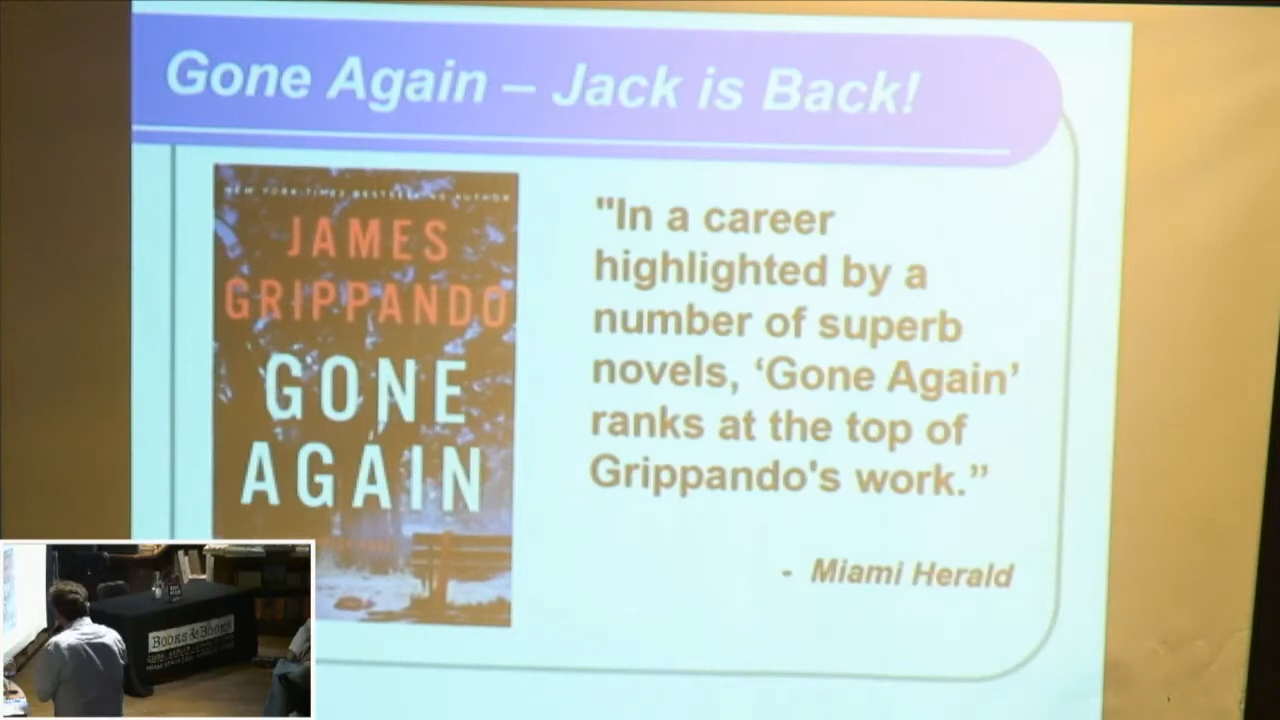 Gone Again – Jack is Back!
NEW YORK TIMES BESTSELLING AUTHOR
JAMES
GRIPPANDO
GONE
AGAIN
"In a career
highlighted by a
number of superb
novels, ‘Gone Again’
ranks at the top of
Grippando's work.”
- Miami Herald
Books & Books